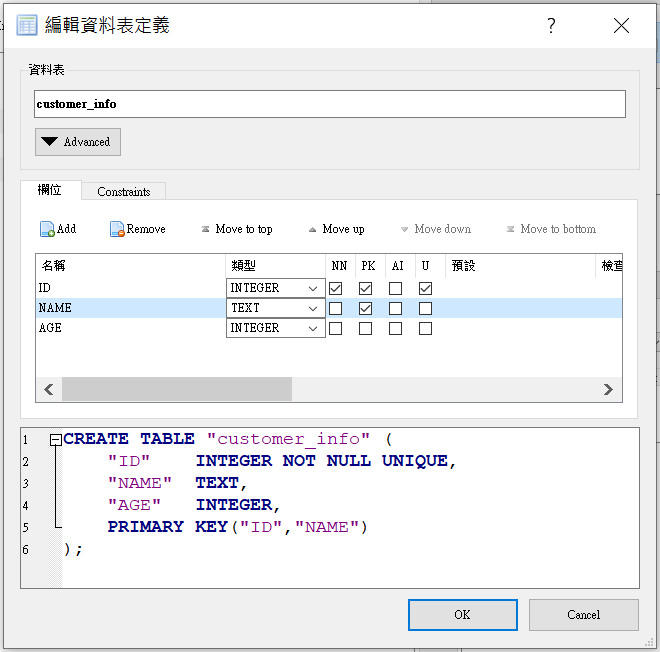 編輯資料表定義 ?
資料表
customer_info
Advanced
欄位 Constraints
Add Remove Move to top Move up Move down Move to bottom
名稱 類型 NN PK AI U 預設 檢查
ID INTEGER
NAME TEXT
AGE INTEGER
1 CREATE TABLE "customer_info" (
2 "ID" INTEGER NOT NULL UNIQUE,
3 "NAME" TEXT,
4 "AGE" INTEGER,
5 PRIMARY KEY("ID","NAME")
6 );
OK Cancel